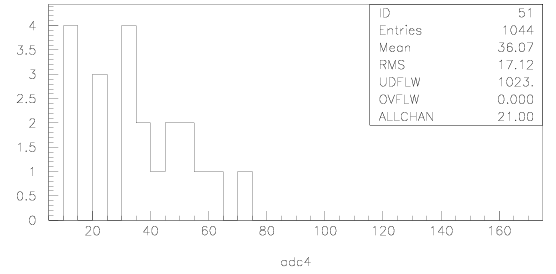 ID 51
Entries 1044
Mean 36.07
RMS 17.12
UDFLW 1023.
OVFLW 0.000
ALLCHAN 21.00
4
3.5
3
2.5
2
1.5
1
0.5
0
20 40 60 80 100 120 140 160
adc4